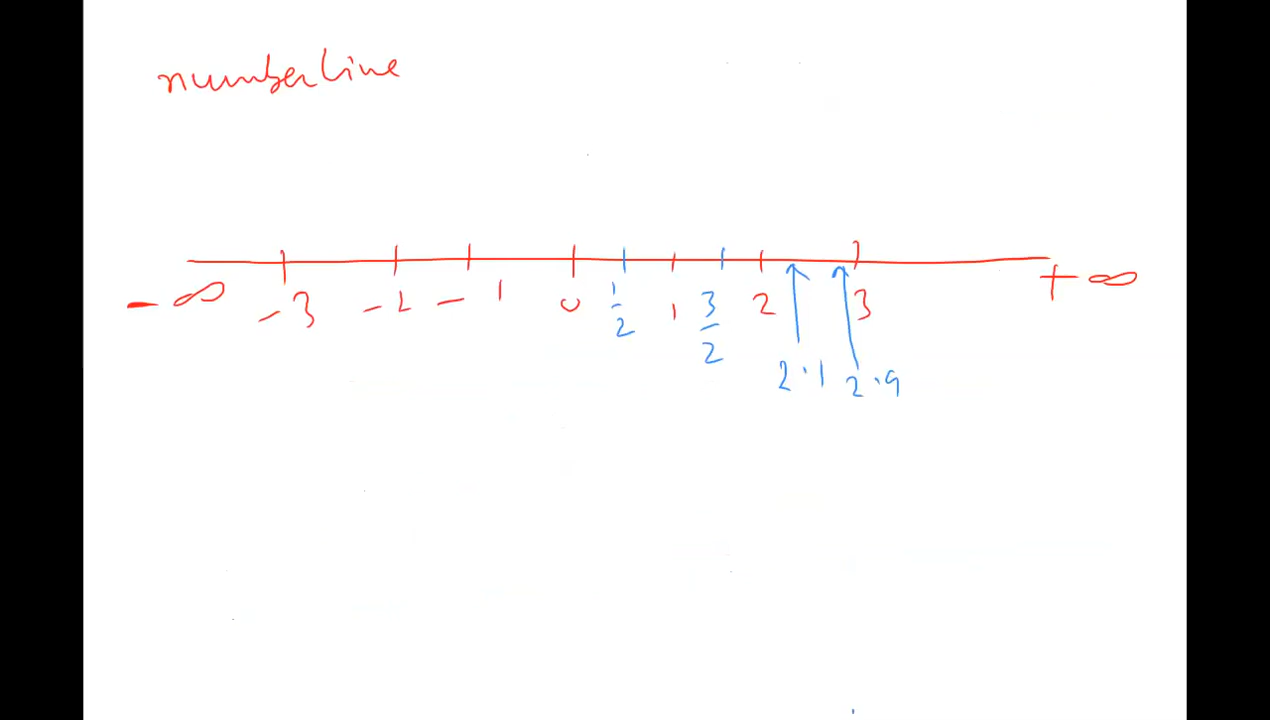 numberline
- ∞ -3 -2 -1 0 1/2 1 3/2 2 3 + ∞
2.1 2.9